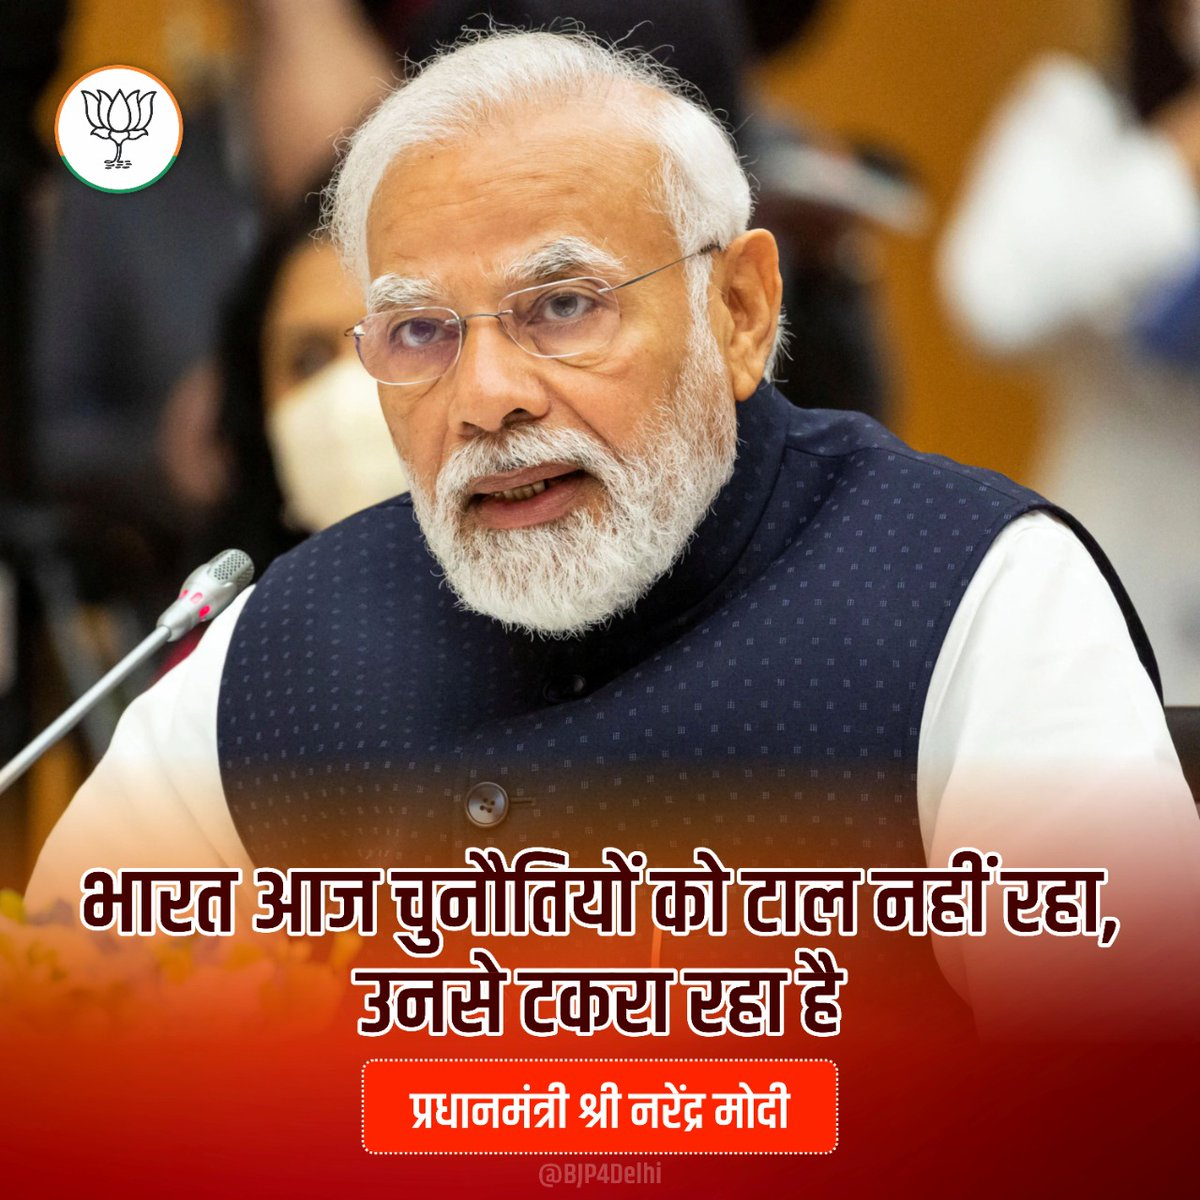 भारत आज चुनौतियों को टाल नहीं रहा,
उनसे टकरा रहा है
प्रधानमंत्री श्री नरेंद्र मोदी
@BJP4Delhi